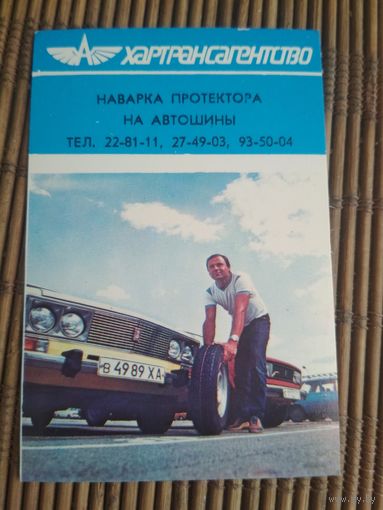 ХАРТРАНСАГЕНТСТВО
НАВАРКА ПРОТЕКТОРА
НА АВТОШИНЫ
ТЕЛ. 22-81-11, 27-49-03, 93-50-04
В 4989 ХА